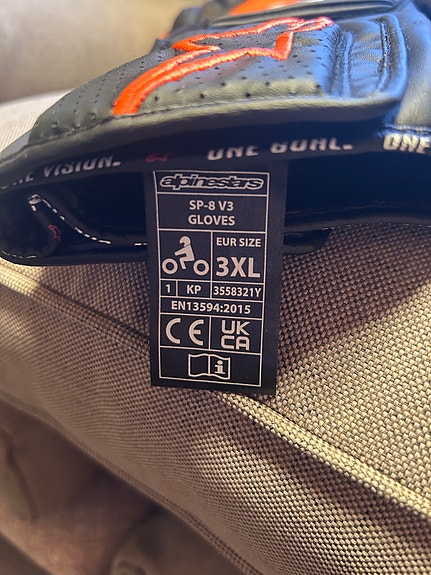 ONE VISION. ONE GOAL. ONE
alpinestars
SP-8 V3
GLOVES
EUR SIZE
3XL
1 KP 3558321Y
EN13594:2015
CE UK
CA
i